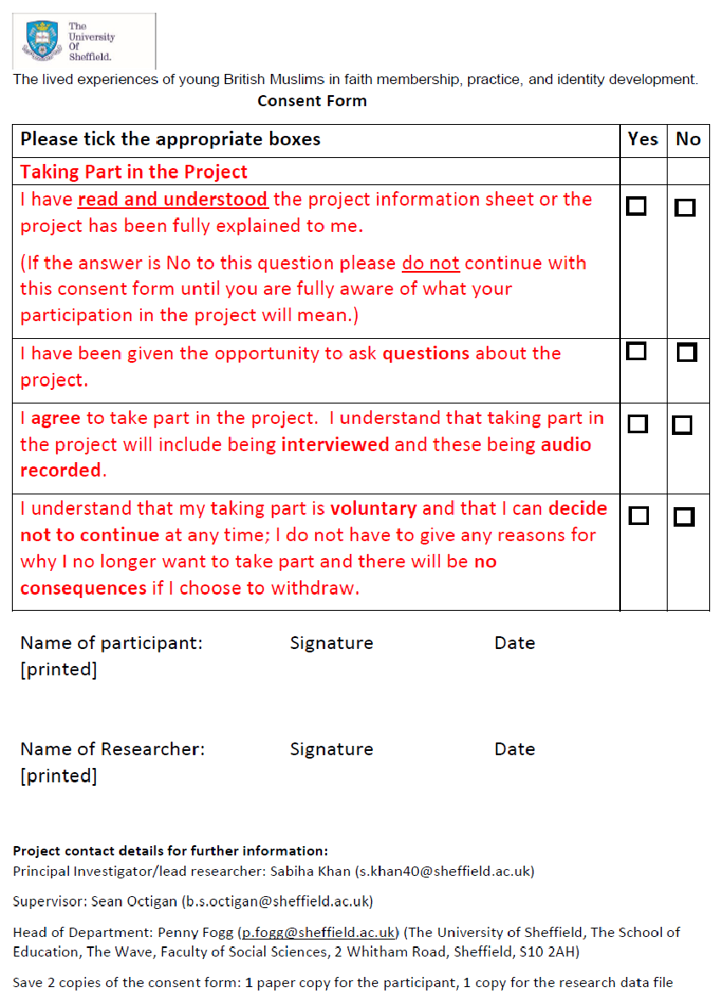 The
University
Of
Sheffield.
The lived experiences of young British Muslims in faith membership, practice, and identity development.
Consent Form
Please tick the appropriate boxes Yes No
Taking Part in the Project
I have read and understood the project information sheet or the
project has been fully explained to me.
(If the answer is No to this question please do not continue with
this consent form until you are fully aware of what your
participation in the project will mean.)
I have been given the opportunity to ask questions about the
project.
I agree to take part in the project. I understand that taking part in
the project will include being interviewed and these being audio
recorded.
I understand that my taking part is voluntary and that I can decide
not to continue at any time; I do not have to give any reasons for
why I no longer want to take part and there will be no
consequences if I choose to withdraw.
Name of participant: Signature Date
[printed]
Name of Researcher: Signature Date
[printed]
Project contact details for further information:
Principal Investigator/lead researcher: Sabiha Khan (s.khan40@sheffield.ac.uk)
Supervisor: Sean Octigan (b.s.octigan@sheffield.ac.uk)
Head of Department: Penny Fogg (p.fogg@sheffield.ac.uk) (The University of Sheffield, The School of
Education, The Wave, Faculty of Social Sciences, 2 Whitham Road, Sheffield, S10 2AH)
Save 2 copies of the consent form: 1 paper copy for the participant, 1 copy for the research data file